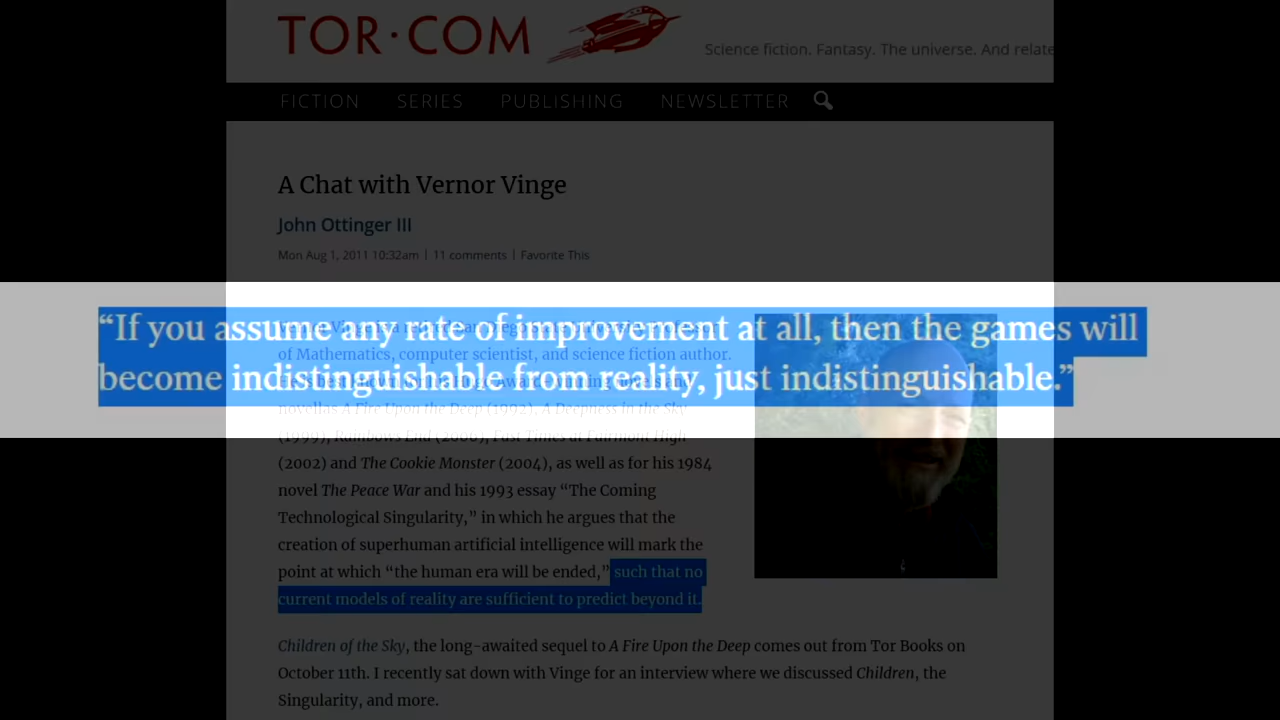 TOR·COM
Science fiction. Fantasy. The universe. And relate
FICTION SERIES PUBLISHING NEWSLETTER
A Chat with Vernor Vinge
John Ottinger III
Mon Aug 1, 2011 10:32am | 11 comments | Favorite This
“If you assume any rate of improvement at all, then the games will
become indistinguishable from reality, just indistinguishable.”
of Mathematics, computer scientist, and science fiction author.
novellas A Fire Upon the Deep (1992), A Deepness in the Sky
(1999), Rainbows End (2006), Fast Times at Fairmont High
(2002) and The Cookie Monster (2004), as well as for his 1984
novel The Peace War and his 1993 essay “The Coming
Technological Singularity,” in which he argues that the
creation of superhuman artificial intelligence will mark the
point at which “the human era will be ended,” such that no
current models of reality are sufficient to predict beyond it.
Children of the Sky, the long-awaited sequel to A Fire Upon the Deep comes out from Tor Books on
October 11th. I recently sat down with Vinge for an interview where we discussed Children, the
Singularity, and more.